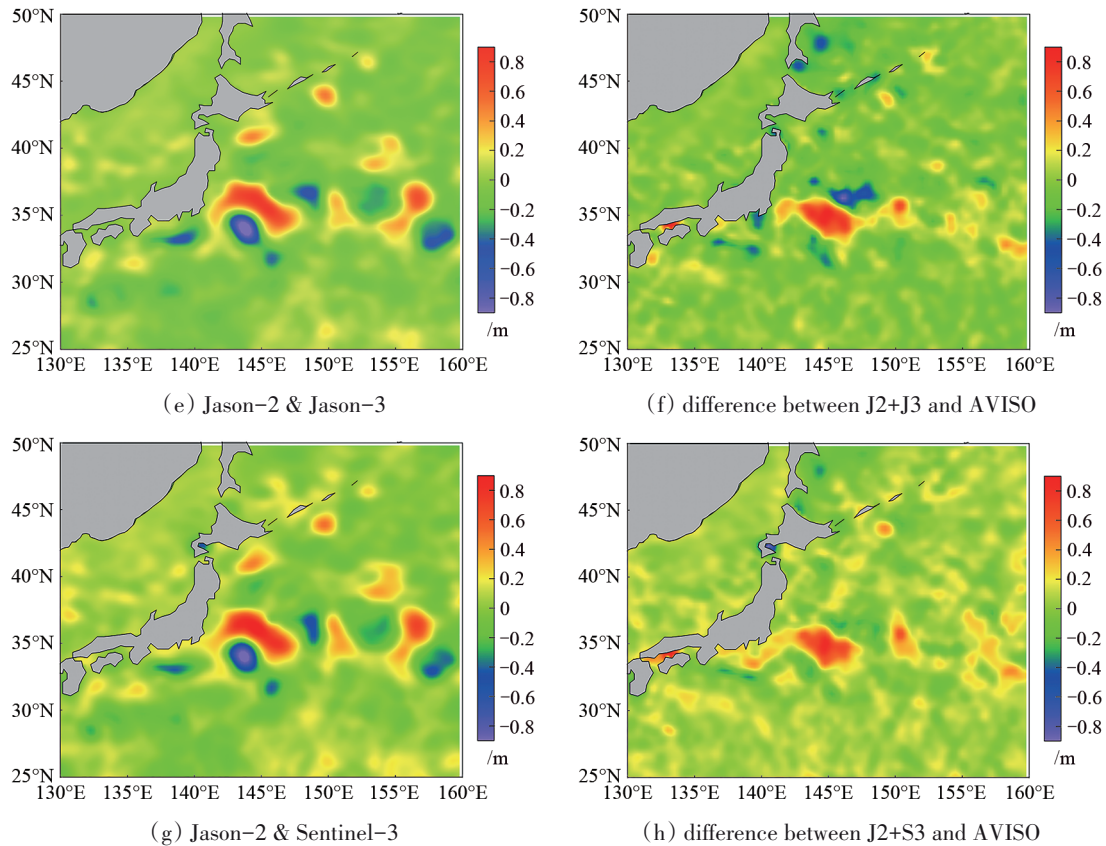 50°N
45°N
40°N
35°N
30°N
25°N
130°E 135°E 140°E 145°E 150°E 155°E 160°E
0.8
0.6
0.4
0.2
0
−0.2
−0.4
−0.6
−0.8
/m
(e) Jason−2 & Jason−3
50°N
45°N
40°N
35°N
30°N
25°N
130°E 135°E 140°E 145°E 150°E 155°E 160°E
0.8
0.6
0.4
0.2
0
−0.2
−0.4
−0.6
−0.8
/m
(f) difference between J2+J3 and AVISO
50°N
45°N
40°N
35°N
30°N
25°N
130°E 135°E 140°E 145°E 150°E 155°E 160°E
0.8
0.6
0.4
0.2
0
−0.2
−0.4
−0.6
−0.8
/m
(g) Jason−2 & Sentinel−3
50°N
45°N
40°N
35°N
30°N
25°N
130°E 135°E 140°E 145°E 150°E 155°E 160°E
0.8
0.6
0.4
0.2
0
−0.2
−0.4
−0.6
−0.8
/m
(h) difference between J2+S3 and AVISO